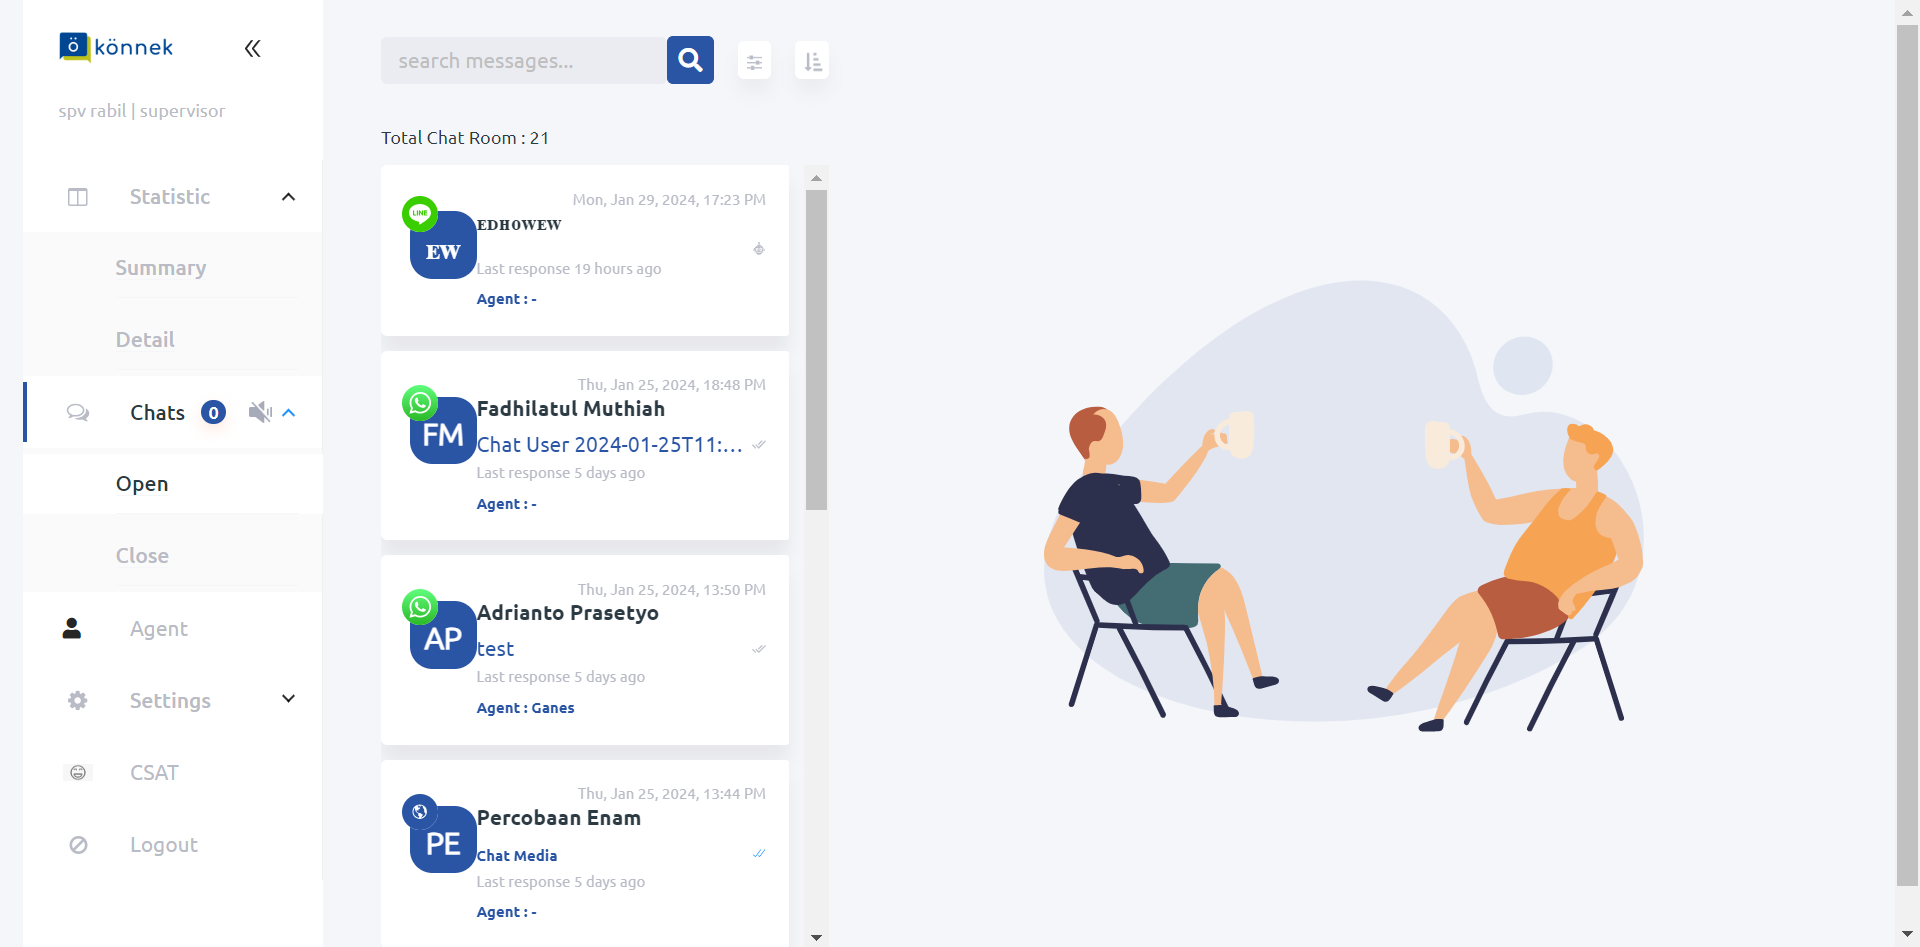 ö könnek
spv rabil | supervisor
Statistic
Summary
Detail
Chats 0
Open
Close
Agent
Settings
CSAT
Logout
search messages...
Total Chat Room : 21
Mon, Jan 29, 2024, 17:23 PM
LINE
EDHOWEW
EW
Last response 19 hours ago
Agent : -
Thu, Jan 25, 2024, 18:48 PM
Fadhilatul Muthiah
FM
Chat User 2024-01-25T11:...
Last response 5 days ago
Agent : -
Thu, Jan 25, 2024, 13:50 PM
Adrianto Prasetyo
AP
test
Last response 5 days ago
Agent : Ganes
Thu, Jan 25, 2024, 13:44 PM
Percobaan Enam
PE
Chat Media
Last response 5 days ago
Agent : -